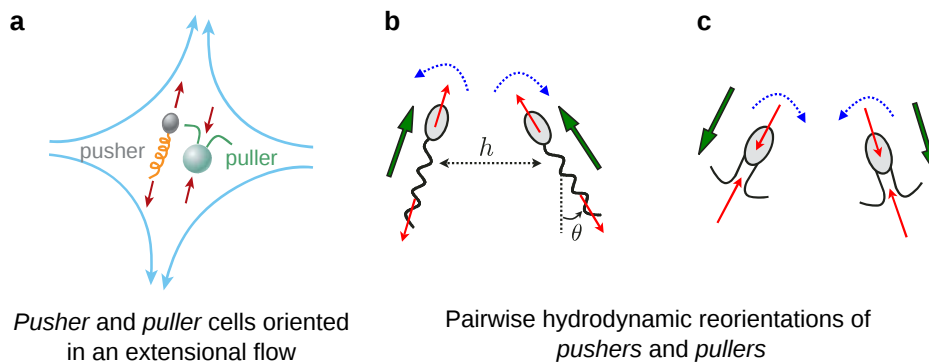 a
b
c
pusher
puller
h
θ
Pusher and puller cells oriented
in an extensional flow
Pairwise hydrodynamic reorientations of
pushers and pullers